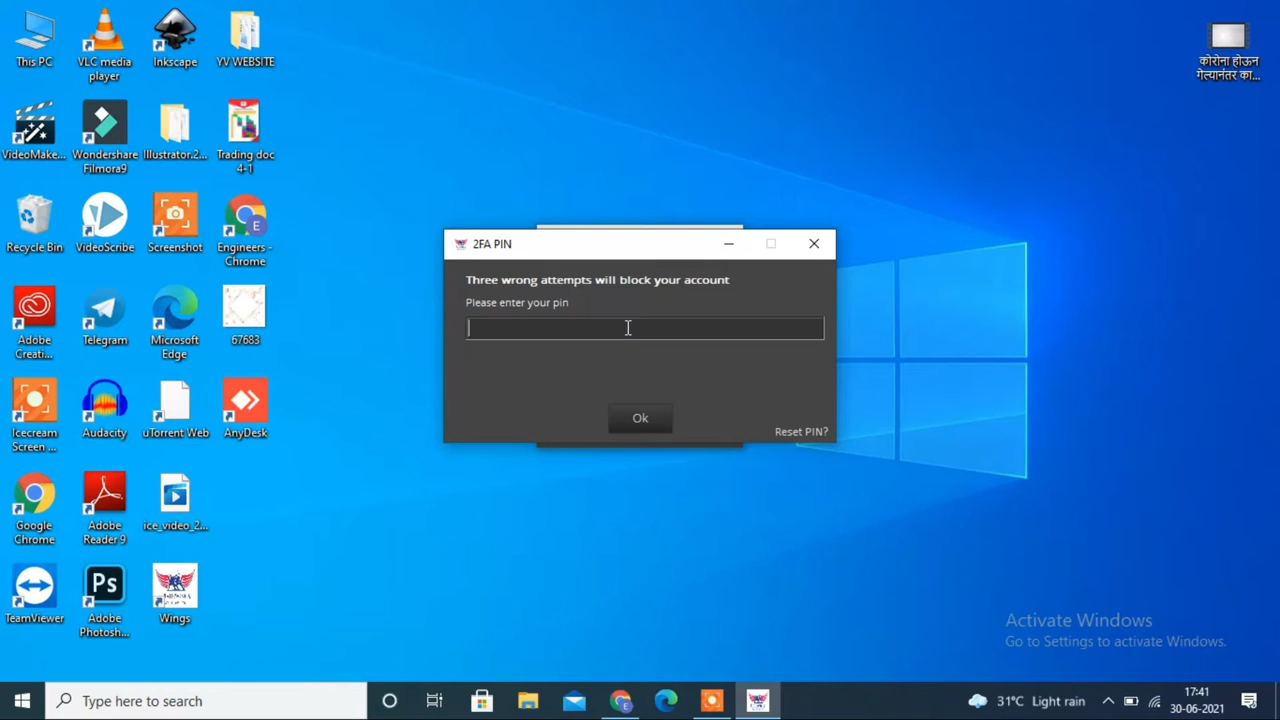 This PC
VLC media
player
Inkscape
YV WEBSITE
कोरोना होऊन
गेल्यानंतर का...
VideoMake...
Wondershare
Filmora9
Illustrator.2...
Trading doc
4-1
Recycle Bin
VideoScribe
Screenshot
Engineers -
Chrome
2FA PIN
Three wrong attempts will block your account
Please enter your pin
Ok
Reset PIN?
Adobe
Creati...
Telegram
Microsoft
Edge
67683
Icecream
Screen ...
Audacity
uTorrent Web
AnyDesk
Google
Chrome
Adobe
Reader 9
ice_video_2...
TeamViewer
Ps
Adobe
Photosh...
Wings
Activate Windows
Go to Settings to activate Windows.
Type here to search
31°C Light rain
17:41
30-06-2021